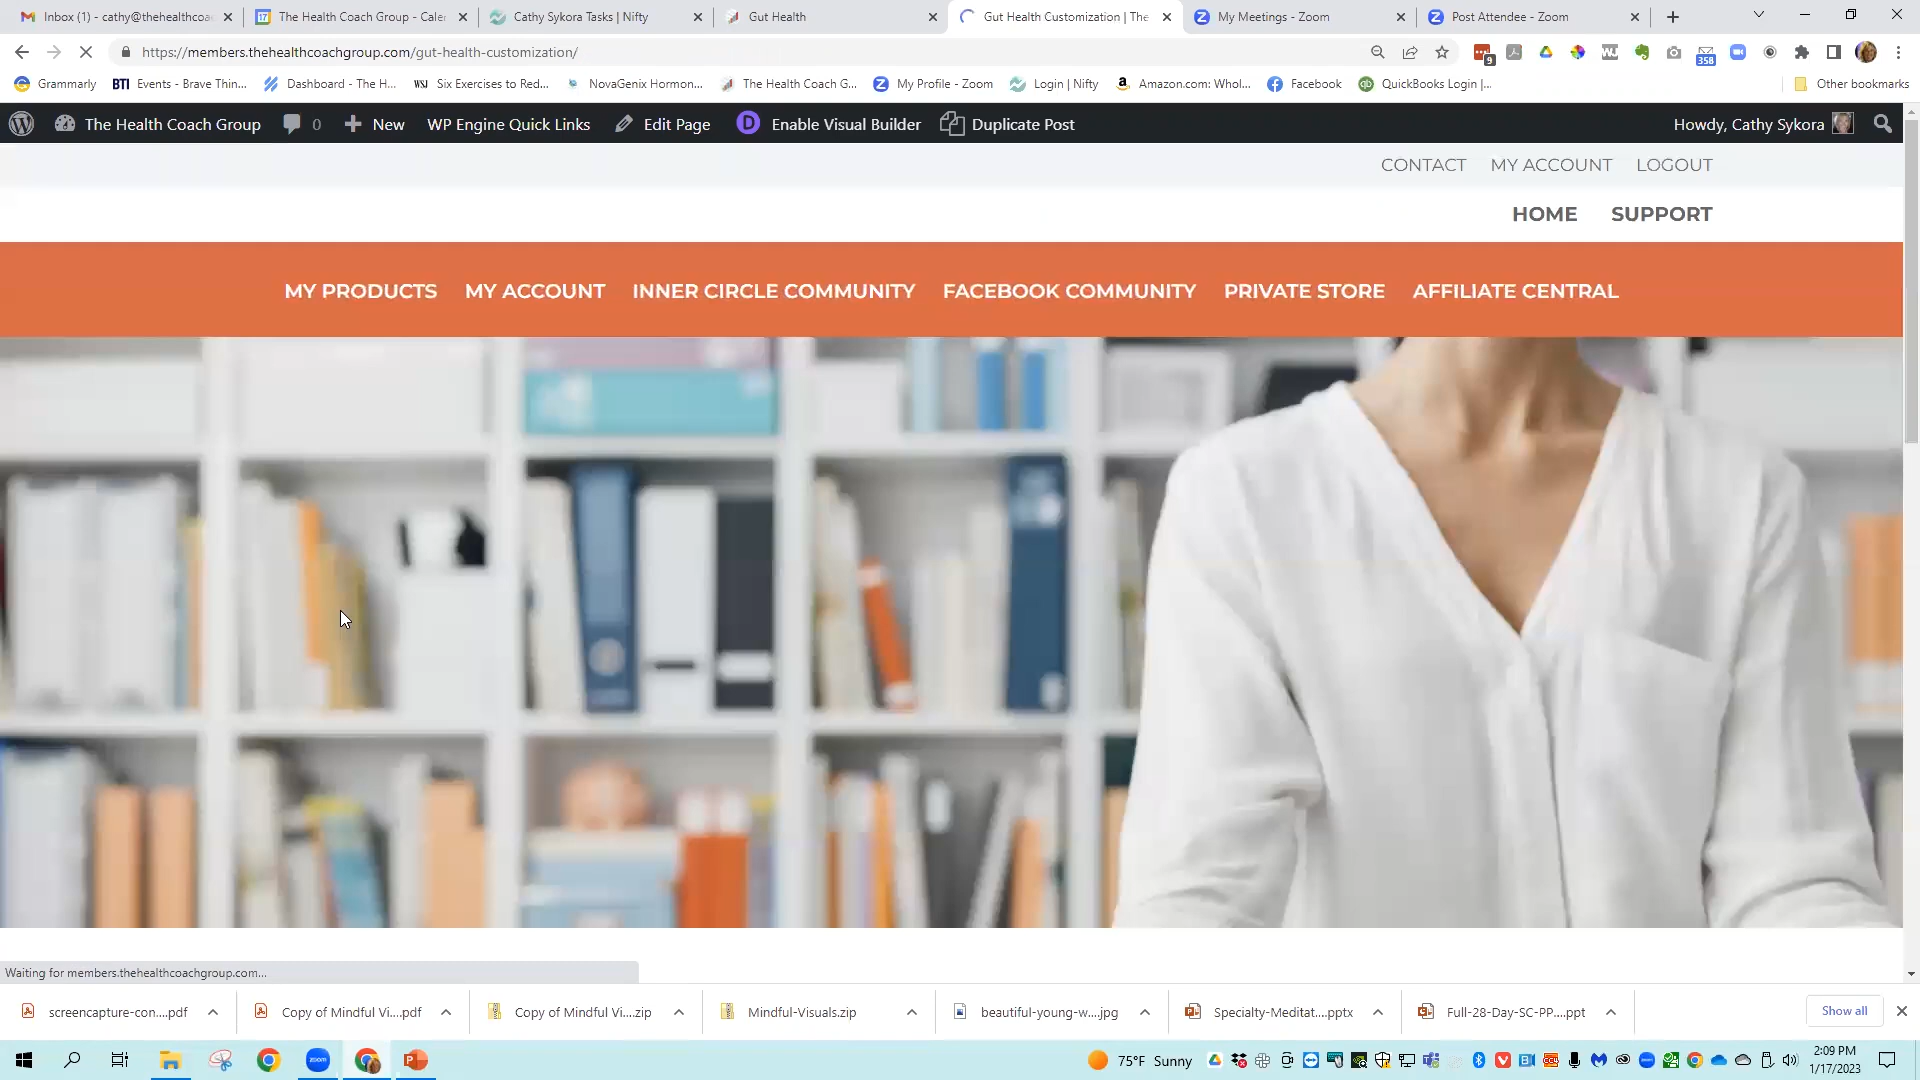 Inbox (1) - cathy@thehealthcoa
The Health Coach Group - Caler
Cathy Sykora Tasks | Nifty
Gut Health
Gut Health Customization | The
My Meetings - Zoom
Post Attendee - Zoom
https://members.thehealthcoachgroup.com/gut-health-customization/
9
358
Grammarly
BTI Events - Brave Thin...
Dashboard - The H...
WSJ Six Exercises to Red...
NovaGenix Hormon...
The Health Coach G...
My Profile - Zoom
Login | Nifty
Amazon.com: Whol...
Facebook
QuickBooks Login |...
Other bookmarks
The Health Coach Group 0 New WP Engine Quick Links Edit Page Enable Visual Builder Duplicate Post Howdy, Cathy Sykora
CONTACT MY ACCOUNT LOGOUT
HOME SUPPORT
MY PRODUCTS MY ACCOUNT INNER CIRCLE COMMUNITY FACEBOOK COMMUNITY PRIVATE STORE AFFILIATE CENTRAL
Waiting for members.thehealthcoachgroup.com...
screencapture-con....pdf
Copy of Mindful Vi....pdf
Copy of Mindful Vi....zip
Mindful-Visuals.zip
beautiful-young-w....jpg
Specialty-Meditat....pptx
Full-28-Day-SC-PP....ppt
Show all
75°F Sunny
2:09 PM
1/17/2023